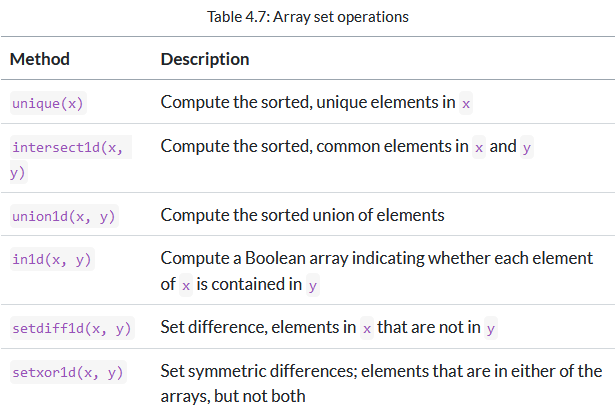 Table 4.7: Array set operations
Method Description
unique(x) Compute the sorted, unique elements in x
intersect1d(x, Compute the sorted, common elements in x and y
y)
union1d(x, y) Compute the sorted union of elements
in1d(x, y) Compute a Boolean array indicating whether each element
of x is contained in y
setdiff1d(x, y) Set difference, elements in x that are not in y
setxor1d(x, y) Set symmetric differences; elements that are in either of the
arrays, but not both